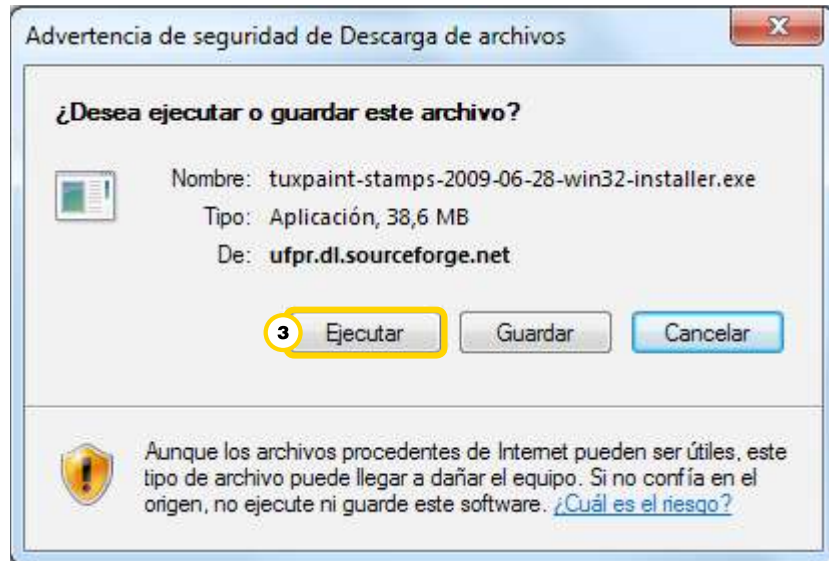 Advertencia de seguridad de Descarga de archivos
¿Desea ejecutar o guardar este archivo?
Nombre: tuxpaint-stamps-2009-06-28-win32-installer.exe
Tipo: Aplicación, 38,6 MB
De: ufpr.dl.sourceforge.net
3 Ejecutar Guardar Cancelar
Aunque los archivos procedentes de Internet pueden ser útiles, este
tipo de archivo puede llegar a dañar el equipo. Si no confía en el
origen, no ejecute ni guarde este software. ¿Cuál es el riesgo?